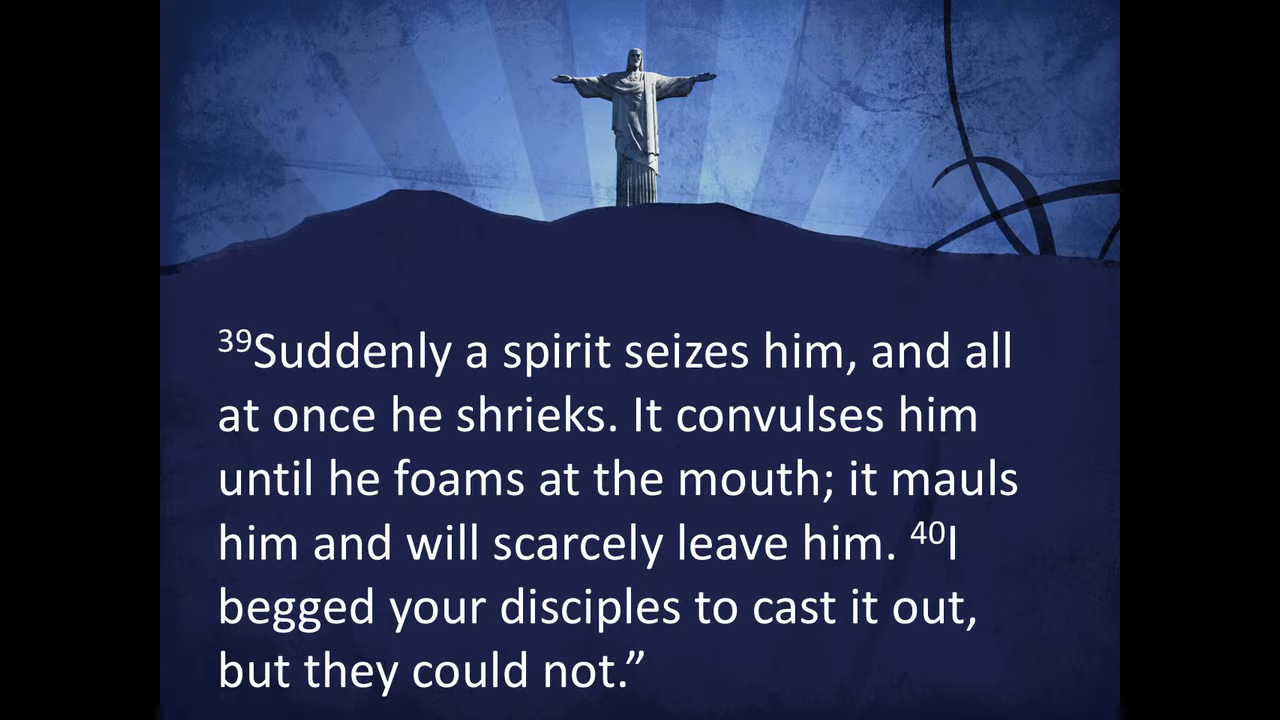 ³⁹Suddenly a spirit seizes him, and all
at once he shrieks. It convulses him
until he foams at the mouth; it mauls
him and will scarcely leave him. ⁴⁰I
begged your disciples to cast it out,
but they could not.”